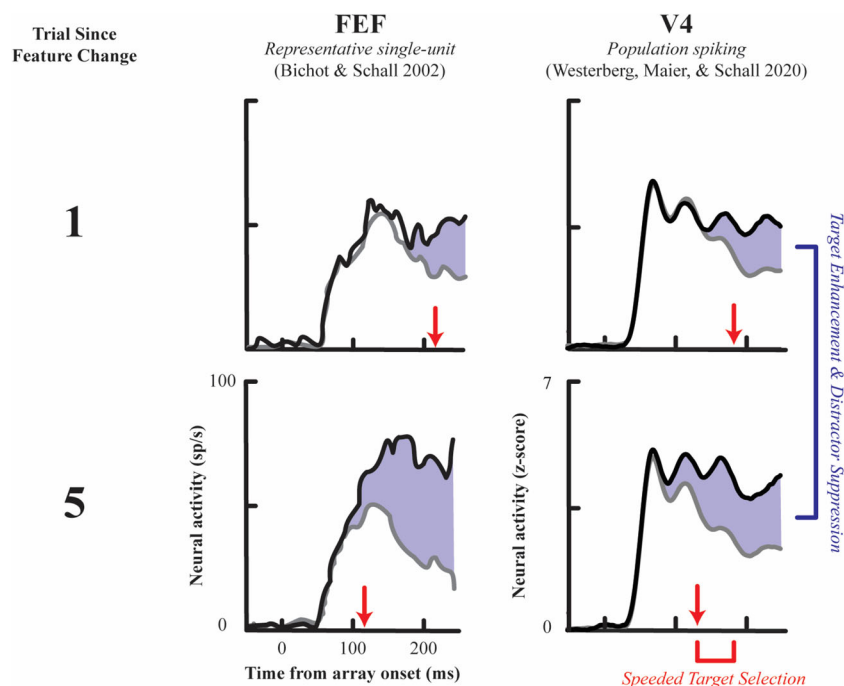 Trial Since
Feature Change
FEF
Representative single-unit
(Bichot & Schall 2002)
V4
Population spiking
(Westerberg, Maier, & Schall 2020)
1
5
100
0
Neural activity (sp/s)
0
100
200
Time from array onset (ms)
7
0
Neural activity (z-score)
Target Enhancement & Distractor Suppression
Speeded Target Selection